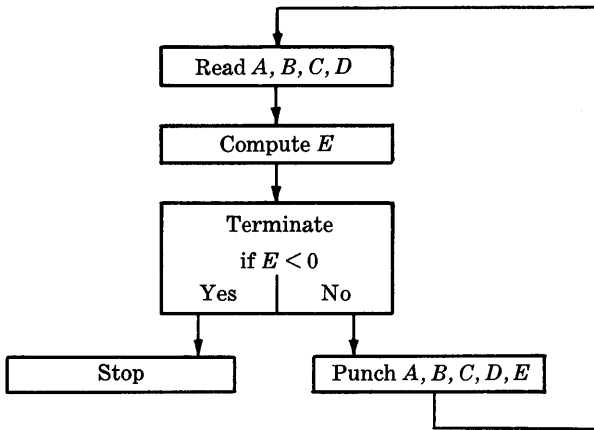 Read A, B, C, D
Compute E
Terminate
if E < 0
Yes No
Stop
Punch A, B, C, D, E